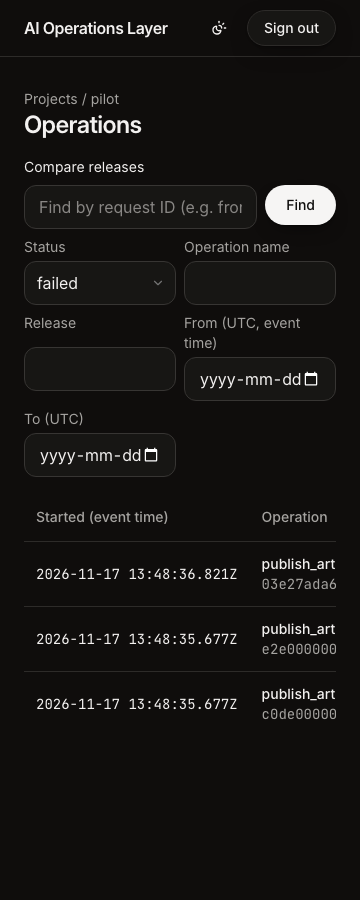 AI Operations Layer
Sign out
Projects / pilot
Operations
Compare releases
Find by request ID (e.g. from
Find
Status
Operation name
failed
Release
From (UTC, event
time)
yyyy-mm-dd
To (UTC)
yyyy-mm-dd
Started (event time)
Operation
2026-11-17 13:48:36.821Z
publish_art
03e27ada6
2026-11-17 13:48:35.677Z
publish_art
e2e000000
2026-11-17 13:48:35.677Z
publish_art
c0de00000